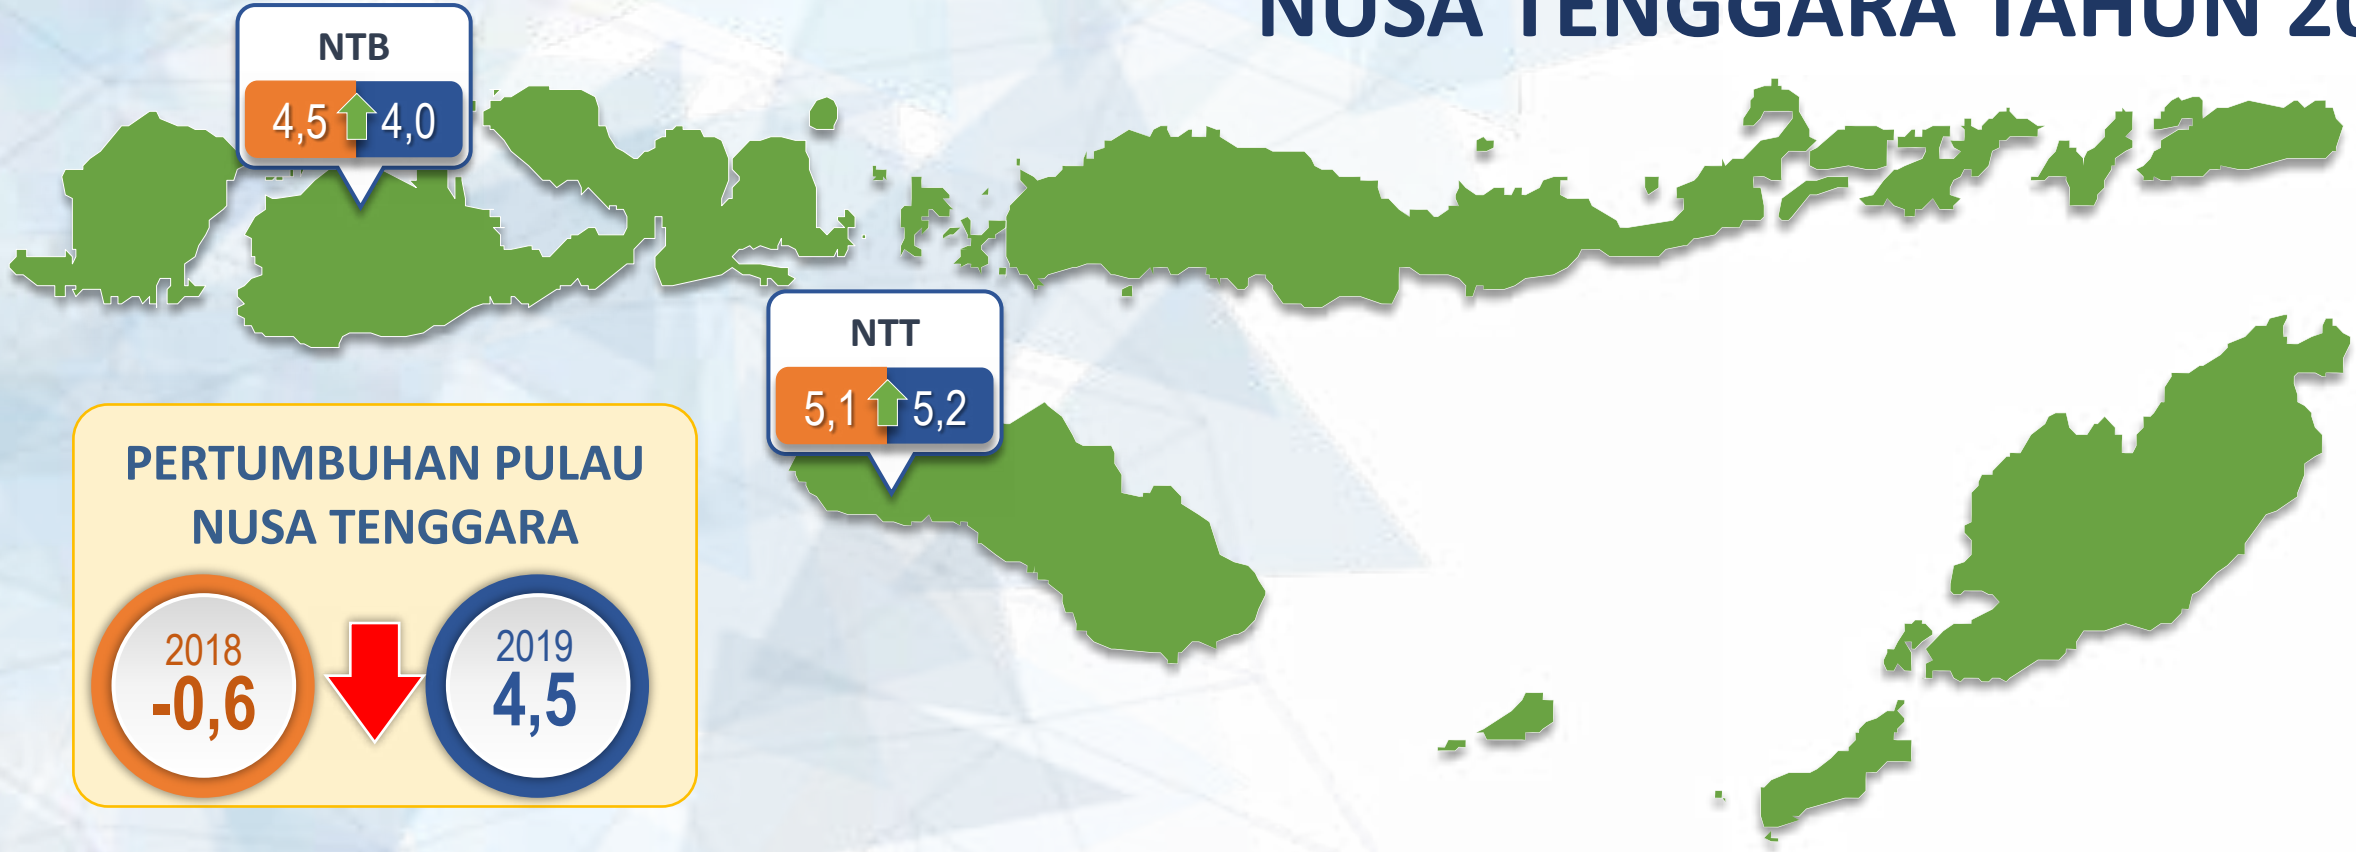 NUSA TENGGARA TAHUN
NTB
4,5 4,0
NTT
5,1 5,2
PERTUMBUHAN PULAU
NUSA TENGGARA
2018
-0,6
2019
4,5